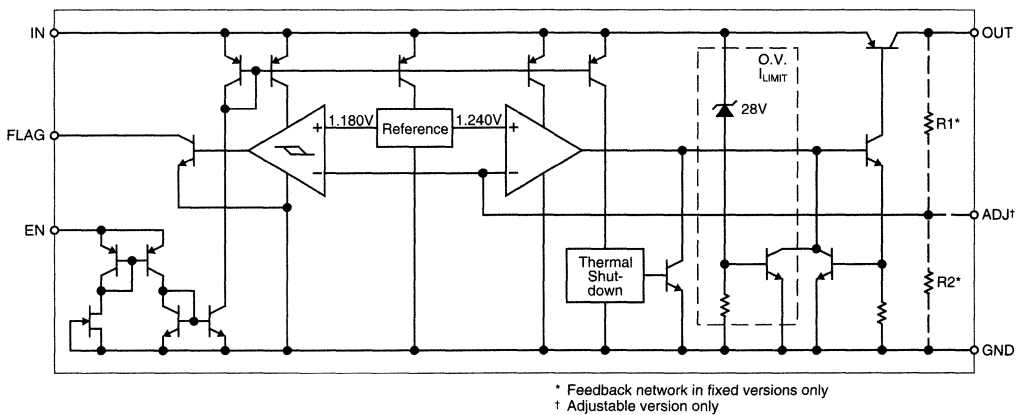 IN
OUT
O.V.
I_LIMIT
28V
1.180V
Reference
1.240V
R1*
FLAG
EN
ADJ†
Thermal
Shut-
down
R2*
GND
* Feedback network in fixed versions only
† Adjustable version only